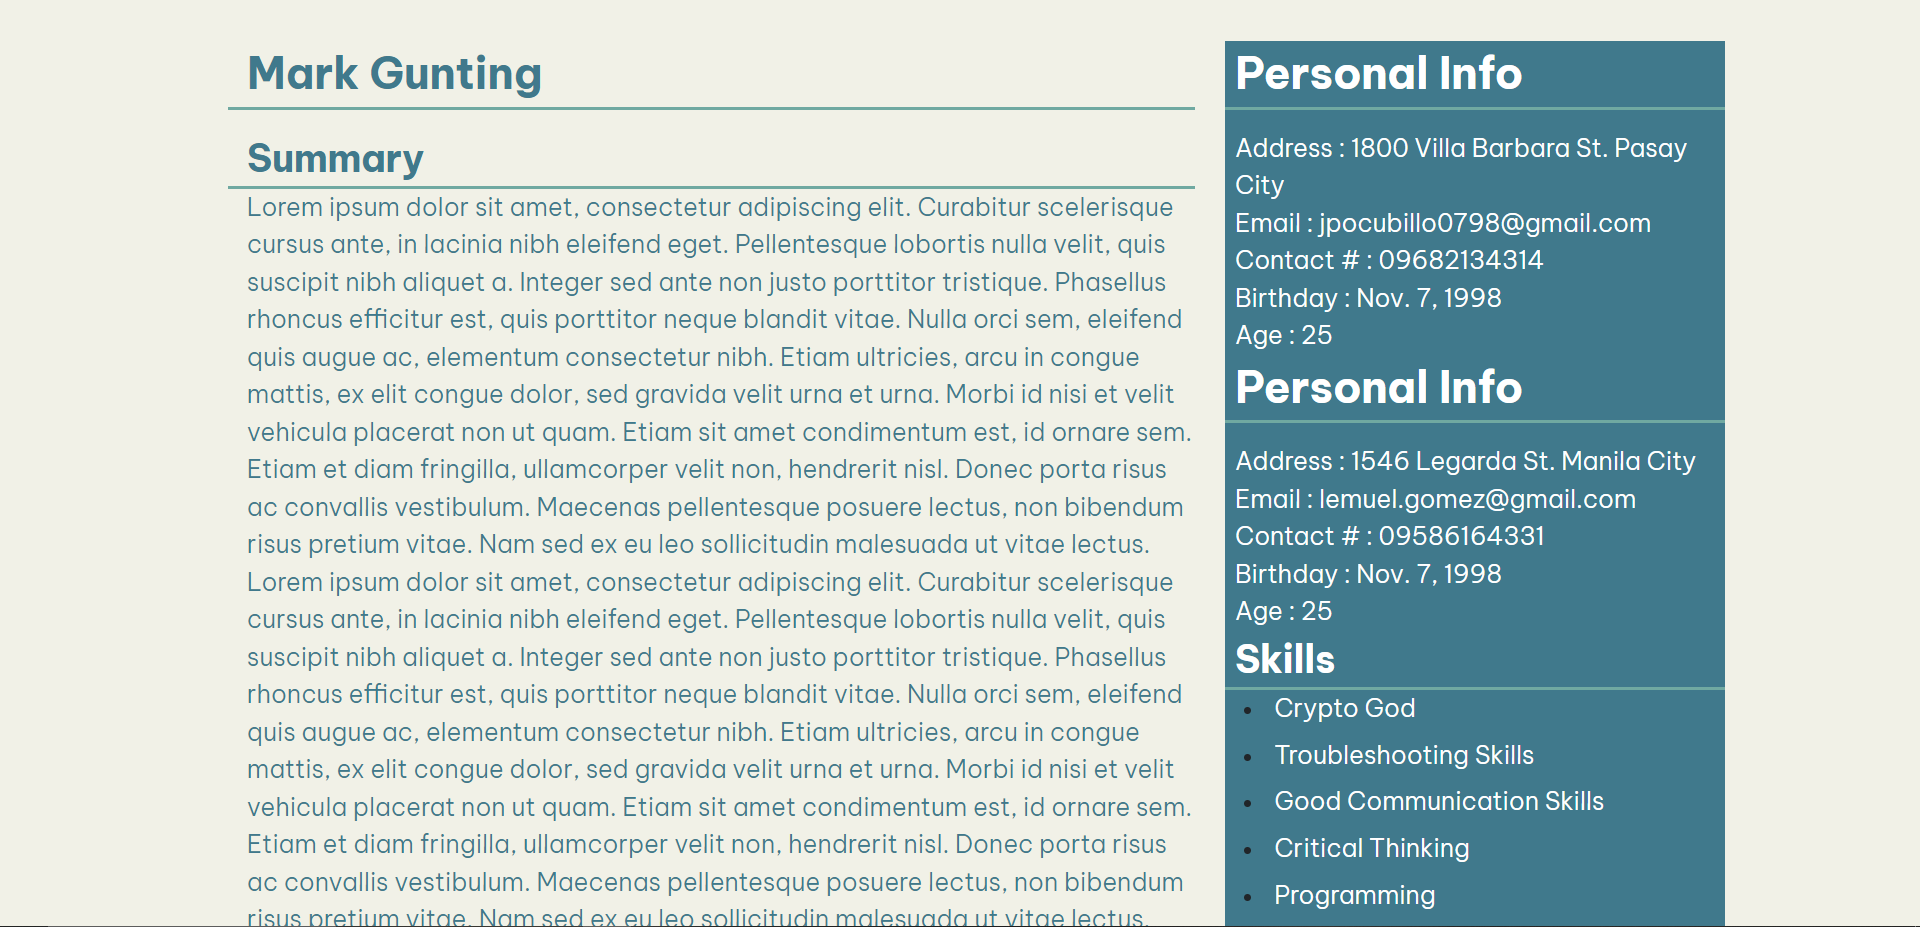 Mark Gunting
Summary
Lorem ipsum dolor sit amet, consectetur adipiscing elit. Curabitur scelerisque
cursus ante, in lacinia nibh eleifend eget. Pellentesque lobortis nulla velit, quis
suscipit nibh aliquet a. Integer sed ante non justo porttitor tristique. Phasellus
rhoncus efficitur est, quis porttitor neque blandit vitae. Nulla orci sem, eleifend
quis augue ac, elementum consectetur nibh. Etiam ultricies, arcu in congue
mattis, ex elit congue dolor, sed gravida velit urna et urna. Morbi id nisi et velit
vehicula placerat non ut quam. Etiam sit amet condimentum est, id ornare sem.
Etiam et diam fringilla, ullamcorper velit non, hendrerit nisl. Donec porta risus
ac convallis vestibulum. Maecenas pellentesque posuere lectus, non bibendum
risus pretium vitae. Nam sed ex eu leo sollicitudin malesuada ut vitae lectus.
Lorem ipsum dolor sit amet, consectetur adipiscing elit. Curabitur scelerisque
cursus ante, in lacinia nibh eleifend eget. Pellentesque lobortis nulla velit, quis
suscipit nibh aliquet a. Integer sed ante non justo porttitor tristique. Phasellus
rhoncus efficitur est, quis porttitor neque blandit vitae. Nulla orci sem, eleifend
quis augue ac, elementum consectetur nibh. Etiam ultricies, arcu in congue
mattis, ex elit congue dolor, sed gravida velit urna et urna. Morbi id nisi et velit
vehicula placerat non ut quam. Etiam sit amet condimentum est, id ornare sem.
Etiam et diam fringilla, ullamcorper velit non, hendrerit nisl. Donec porta risus
ac convallis vestibulum. Maecenas pellentesque posuere lectus, non bibendum
risus pretium vitae. Nam sed ex eu leo sollicitudin malesuada ut vitae lectus.
Personal Info
Address : 1800 Villa Barbara St. Pasay
City
Email : jpocubillo0798@gmail.com
Contact # : 09682134314
Birthday : Nov. 7, 1998
Age : 25
Personal Info
Address : 1546 Legarda St. Manila City
Email : lemuel.gomez@gmail.com
Contact # : 09586164331
Birthday : Nov. 7, 1998
Age : 25
Skills
• Crypto God
• Troubleshooting Skills
• Good Communication Skills
• Critical Thinking
• Programming